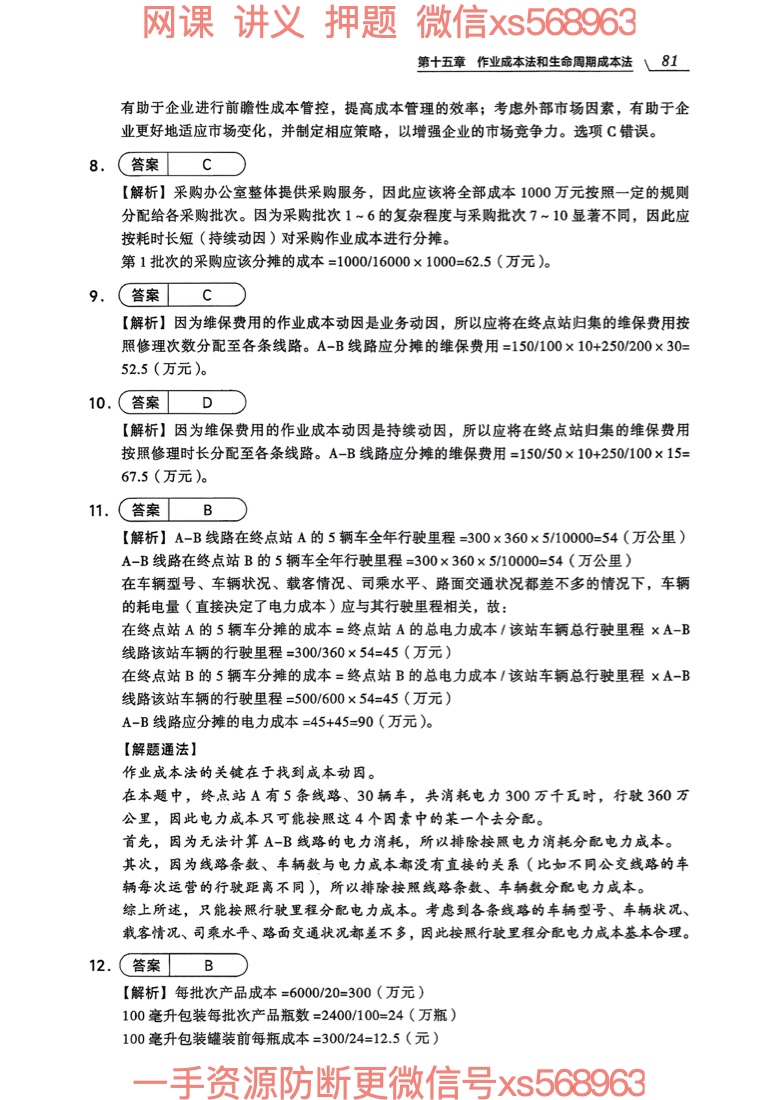 网课 讲义 押题 微信xs568963
第十五章 作业成本法和生命周期成本法 81
有助于企业进行前瞻性成本管控，提高成本管理的效率；考虑外部市场因素，有助于企
业更好地适应市场变化，并制定相应策略，以增强企业的市场竞争力。选项 C 错误。
8. 答案 C
【解析】采购办公室整体提供采购服务，因此应该将全部成本 1000 万元按照一定的规则
分配给各采购批次。因为采购批次 1～6 的复杂程度与采购批次 7～10 显著不同，因此应
按耗时长短（持续动因）对采购作业成本进行分摊。
第 1 批次的采购应该分摊的成本 =1000/16000×1000=62.5（万元）。
9. 答案 C
【解析】因为维保费用的作业成本动因是业务动因，所以应将在终点站归集的维保费用按
照修理次数分配至各条线路。A-B 线路应分摊的维保费用 =150/100×10+250/200×30=
52.5（万元）。
10. 答案 D
【解析】因为维保费用的作业成本动因是持续动因，所以应将在终点站归集的维保费用
按照修理时长分配至各条线路。A-B 线路应分摊的维保费用 =150/50×10+250/100×15=
67.5（万元）。
11. 答案 B
【解析】A-B 线路在终点站 A 的 5 辆车全年行驶里程 =300×360×5/10000=54（万公里）
A-B 线路在终点站 B 的 5 辆车全年行驶里程 =300×360×5/10000=54（万公里）
在车辆型号、车辆状况、载客情况、司乘水平、路面交通状况都差不多的情况下，车辆
的耗电量（直接决定了电力成本）应与其行驶里程相关，故：
在终点站 A 的 5 辆车分摊的成本 = 终点站 A 的总电力成本 / 该站车辆总行驶里程 ×A-B
线路该站车辆的行驶里程 =300/360×54=45（万元）
在终点站 B 的 5 辆车分摊的成本 = 终点站 B 的总电力成本 / 该站车辆总行驶里程 ×A-B
线路该站车辆的行驶里程 =500/600×54=45（万元）
A-B 线路应分摊的电力成本 =45+45=90（万元）。
【解题通法】
作业成本法的关键在于找到成本动因。
在本题中，终点站 A 有 5 条线路、30 辆车，共消耗电力 300 万千瓦时，行驶 360 万
公里，因此电力成本只可能按照这 4 个因素中的某一个去分配。
首先，因为无法计算 A-B 线路的电力消耗，所以排除按照电力消耗分配电力成本。
其次，因为线路条数、车辆数与电力成本都没有直接的关系（比如不同公交线路的车
辆每次运营的行驶距离不同），所以排除按照线路条数、车辆数分配电力成本。
综上所述，只能按照行驶里程分配电力成本。考虑到各条线路的车辆型号、车辆状况、
载客情况、司乘水平、路面交通状况都差不多，因此按照行驶里程分配电力成本基本合理。
12. 答案 B
【解析】每批次产品成本 =6000/20=300（万元）
100 毫升包装每批次产品瓶数 =2400/100=24（万瓶）
100 毫升包装罐装前每瓶成本 =300/24=12.5（元）
一手资源防断更微信号xs568963